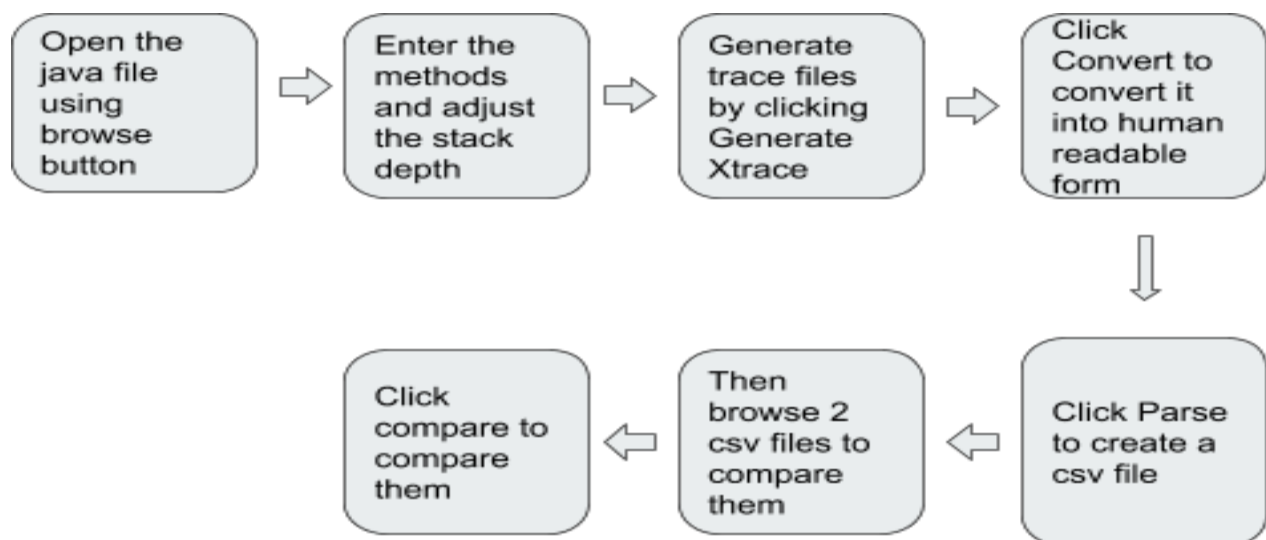 Open the
java file
using
browse
button
Enter the
methods
and adjust
the stack
depth
Generate
trace files
by clicking
Generate
Xtrace
Click
Convert to
convert it
into human
readable
form
Click Parse
to create a
csv file
Then
browse 2
csv files to
compare
them
Click
compare to
compare
them